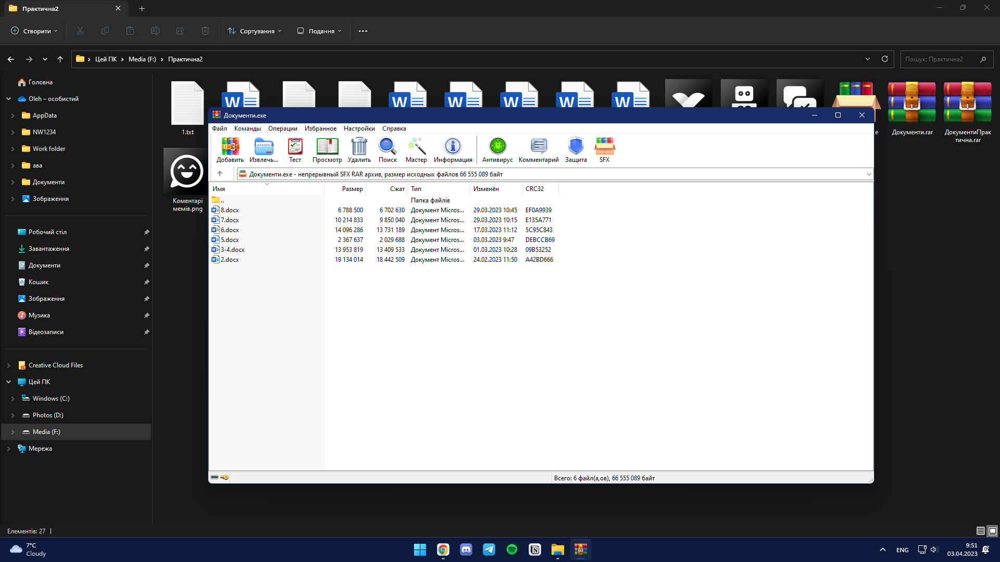 Практична2
Створити
Сортування
Подання
Цей ПК
Media (F:)
Практична2
Пошук: Практична2
Головна
Oleh – особистий
AppData
NW1234
Work folder
ава
Документи
Зображення
Робочий стіл
Завантаження
Документи
Кошик
Зображення
Музика
Відеозаписи
Creative Cloud Files
Цей ПК
Windows (C:)
Photos (D:)
Media (F:)
Мережа
1.txt
Коментарі
мемів.png
е
Документи.rar
ДокументиПрак
тична.rar
Документи.exe
Файл Команды Операции Избранное Настройки Справка
Добавить Извлечь... Тест Просмотр Удалить Поиск Мастер Информация Антивирус Комментарий Защита SFX
Документи.exe - непрерывный SFX RAR архив, размер исходных файлов 66 555 089 байт
Имя Размер Сжат Тип Изменён CRC32
.. Папка файлів
8.docx 6 788 500 6 702 630 Документ Micros... 29.03.2023 10:45 EF0A9939
7.docx 10 214 833 9 850 040 Документ Micros... 29.03.2023 10:15 E135A771
6.docx 14 096 286 13 731 189 Документ Micros... 17.03.2023 11:12 5C95C843
5.docx 2 367 637 2 029 688 Документ Micros... 03.03.2023 9:47 DEBCCB69
3-4.docx 13 953 819 13 409 533 Документ Micros... 01.03.2023 10:28 09B53252
2.docx 19 134 014 18 442 509 Документ Micros... 24.02.2023 11:50 A42BD666
Всего: 6 файл(а,ов), 66 555 089 байт
Елементів: 27
7°C
Cloudy
ENG
9:51
03.04.2023